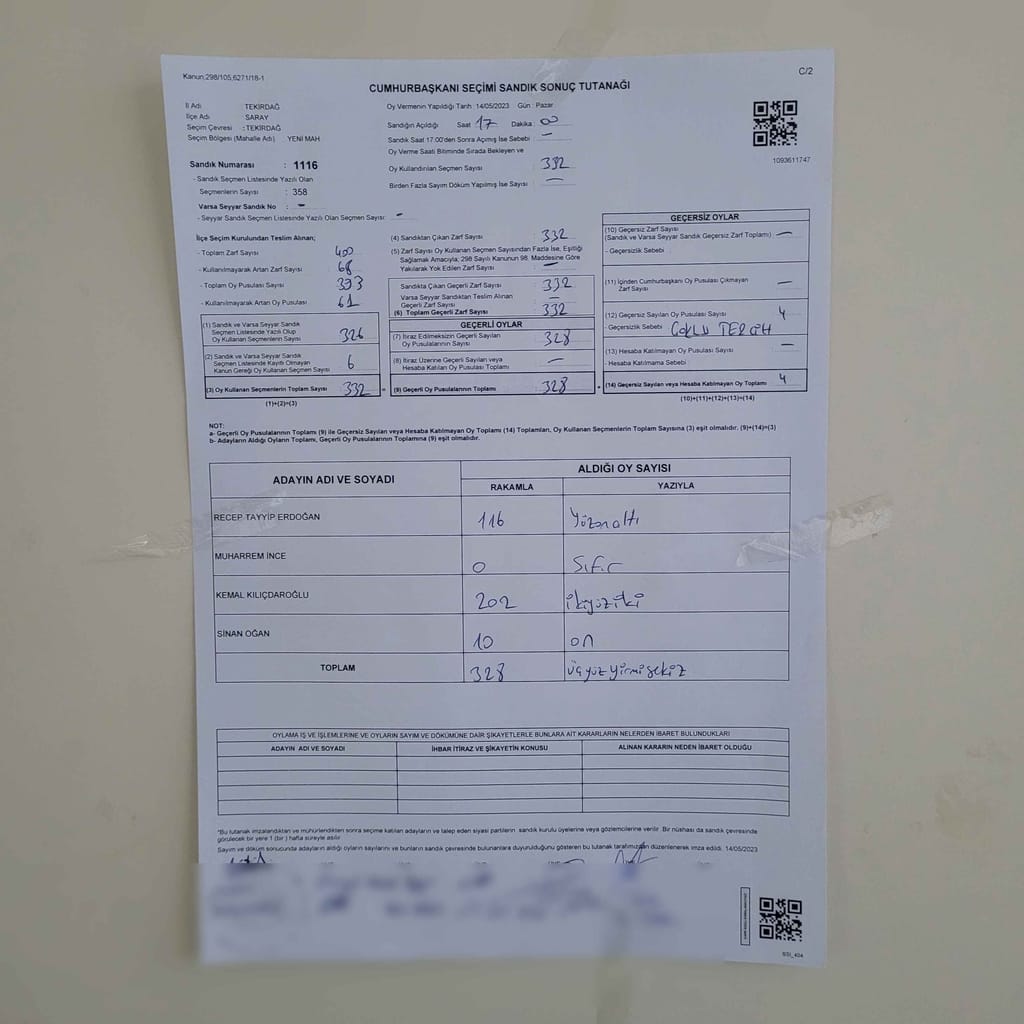 Kanun;298/105,6271/18-1
C/2
CUMHURBAŞKANI SEÇİMİ SANDIK SONUÇ TUTANAĞI
İl Adı TEKİRDAĞ
İlçe Adı SARAY
Seçim Çevresi :TEKİRDAĞ
Seçim Bölgesi (Mahalle Adı) : YENİ MAH
Oy Vermenin Yapıldığı Tarih :14/05/2023 Gün : Pazar
Sandığın Açıldığı Saat 17 Dakika : 00
Sandık Saat 17:00'den Sonra Açılmış İse Sebebi : —
Oy Verme Saati Bitiminde Sırada Bekleyen ve
Oy Kullandırılan Seçmen Sayısı 332
Birden Fazla Sayım Döküm Yapılmış İse Sayısı : —
1093611747
Sandık Numarası : 1116
- Sandık Seçmen Listesinde Yazılı Olan
Seçmenlerin Sayısı : 358
Varsa Seyyar Sandık No : —
- Seyyar Sandık Seçmen Listesinde Yazılı Olan Seçmen Sayısı : —
İlçe Seçim Kurulundan Teslim Alınan;
- Toplam Zarf Sayısı 400
- Kullanılmayarak Artan Zarf Sayısı : 68
- Toplam Oy Pusulası Sayısı : 393
- Kullanılmayarak Artan Oy Pusulası : 61
(1) Sandık ve Varsa Seyyar Sandık
Seçmen Listesinde Yazılı Olup
Oy Kullanan Seçmenlerin Sayısı 326
(2) Sandık ve Varsa Seyyar Sandık
Seçmen Listesinde Kayıtlı Olmayan
Kanun Gereği Oy Kullanan Seçmen Sayısı 6
(3) Oy Kullanan Seçmenlerin Toplam Sayısı 332 =
(1)+(2)=(3)
(4) Sandıktan Çıkan Zarf Sayısı : 332
(5) Zarf Sayısı Oy Kullanan Seçmen Sayısından Fazla İse, Eşitliği
Sağlamak Amacıyla; 298 Sayılı Kanunun 98. Maddesine Göre
Yakılarak Yok Edilen Zarf Sayısı : —
Sandıkta Çıkan Geçerli Zarf Sayısı : 332
Varsa Seyyar Sandıktan Teslim Alınan
Geçerli Zarf Sayısı : —
(6) Toplam Geçerli Zarf Sayısı : 332
GEÇERLİ OYLAR
(7) İtiraz Edilmeksizin Geçerli Sayılan
Oy Pusulalarının Sayısı : 328
(8) İtiraz Üzerine Geçerli Sayılan veya
Hesaba Katılan Oy Pusulası Toplamı : —
(9) Geçerli Oy Pusulalarının Toplamı 328 +
GEÇERSİZ OYLAR
(10) Geçersiz Zarf Sayısı
(Sandık ve Varsa Seyyar Sandık Geçersiz Zarf Toplamı) —
- Geçersizlik Sebebi :
(11) İçinden Cumhurbaşkanı Oy Pusulası Çıkmayan
Zarf Sayısı : —
(12) Geçersiz Sayılan Oy Pusulası Sayısı : 4
- Geçersizlik Sebebi : ÇOKLU TERCİH
(13) Hesaba Katılmayan Oy Pusulası Sayısı : —
- Hesaba Katılmama Sebebi :
(14) Geçersiz Sayılan veya Hesaba Katılmayan Oy Toplamı : 4
(10)+(11)+(12)+(13)=(14)
NOT:
a- Geçerli Oy Pusulalarının Toplamı (9) ile Geçersiz Sayılan veya Hesaba Katılmayan Oy Toplamı (14) Toplamları, Oy Kullanan Seçmenlerin Toplam Sayısına (3) eşit olmalıdır. (9)+(14)=(3)
b- Adayların Aldığı Oyların Toplamı, Geçerli Oy Pusulalarının Toplamına (9) eşit olmalıdır.
ADAYIN ADI VE SOYADI
ALDIĞI OY SAYISI
RAKAMLA YAZIYLA
RECEP TAYYİP ERDOĞAN 116 Yüzonaltı
MUHARREM İNCE 0 Sıfır
KEMAL KILIÇDAROĞLU 202 ikiyüziki
SİNAN OĞAN 10 on
TOPLAM 328 üçyüzyirmisekiz
OYLAMA İŞ VE İŞLEMLERİNE VE OYLARIN SAYIM VE DÖKÜMÜNE DAİR ŞİKAYETLERLE BUNLARA AİT KARARLARIN NELERDEN İBARET BULUNDUKLARI
ADAYIN ADI VE SOYADI İHBAR İTİRAZ VE ŞİKAYETİN KONUSU ALINAN KARARIN NEDEN İBARET OLDUĞU
*Bu tutanak imzalandıktan ve mühürlendikten sonra seçime katılan adayların ve talep eden siyasi partilerin sandık kurulu üyelerine veya gözlemcilerine verilir. Bir nüshası da sandık çevresinde
görülecek bir yere 1 (bir ) hafta süreyle asılır.
Sayım ve döküm sonucunda adayların aldığı oyların sayılarını ve bunların sandık çevresinde bulunanlara duyurulduğunu gösteren bu tutanak tarafımızdan düzenlenerek imza edildi. 14/05/2023
SSI_404